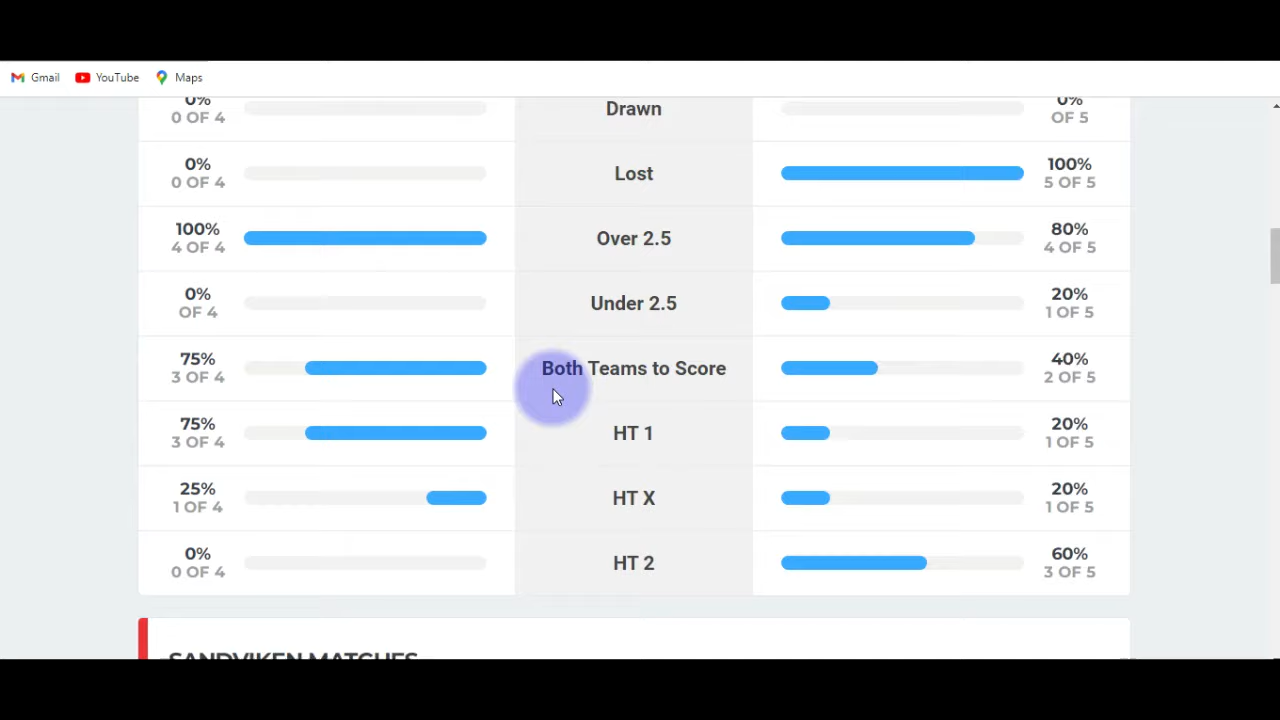 Gmail YouTube Maps
0% Drawn 0%
0 OF 4 OF 5
0% Lost 100%
0 OF 4 5 OF 5
100% Over 2.5 80%
4 OF 4 4 OF 5
0% Under 2.5 20%
OF 4 1 OF 5
75% Both Teams to Score 40%
3 OF 4 2 OF 5
75% HT 1 20%
3 OF 4 1 OF 5
25% HT X 20%
1 OF 4 1 OF 5
0% HT 2 60%
0 OF 4 3 OF 5
SANDVIKEN MATCHES